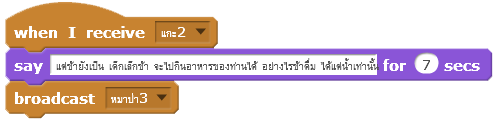 when I receive แกะ2
say แต่ข้ายังเป็น เด็กเล็กข้า จะไปกินอาหารของท่านได้ อย่างไรข้าดื่ม ได้แต่น้ำเท่านั้น for 7 secs
broadcast หมาป่า3